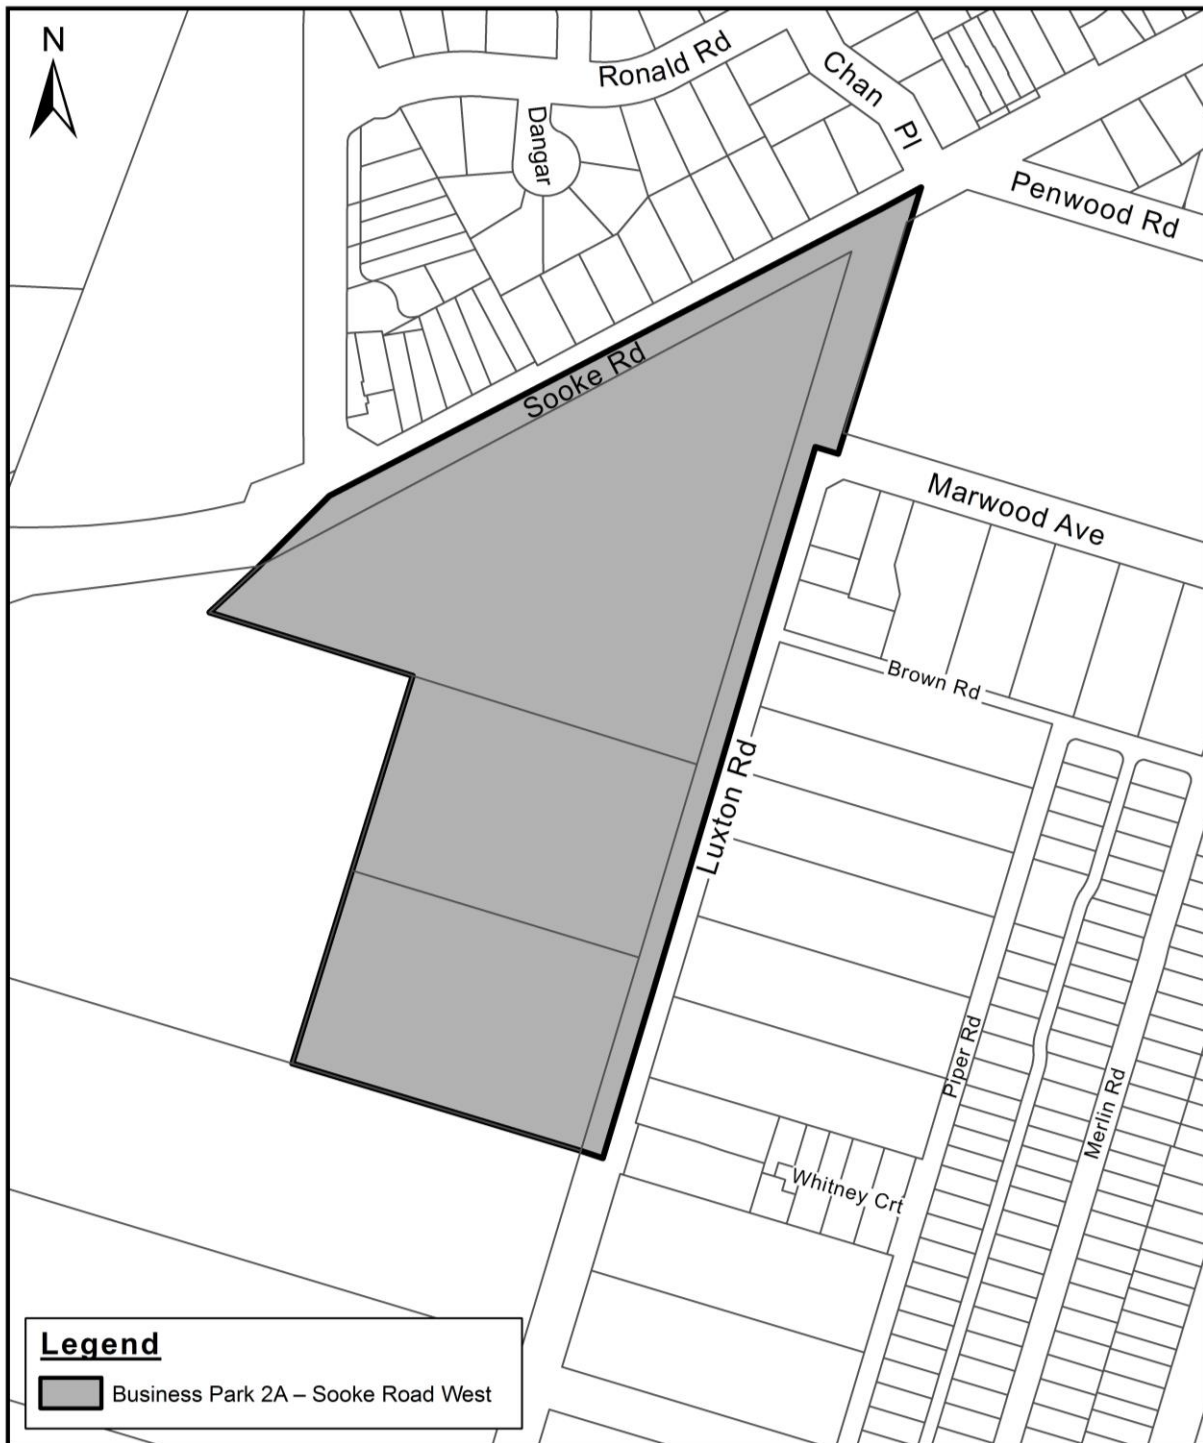 N
Ronald Rd
Chan
Pl
Dangar
Penwood Rd
Sooke Rd
Marwood Ave
Brown Rd
Luxton Rd
Piper Rd
Merlin Rd
Whitney Crt
Legend
Business Park 2A – Sooke Road West